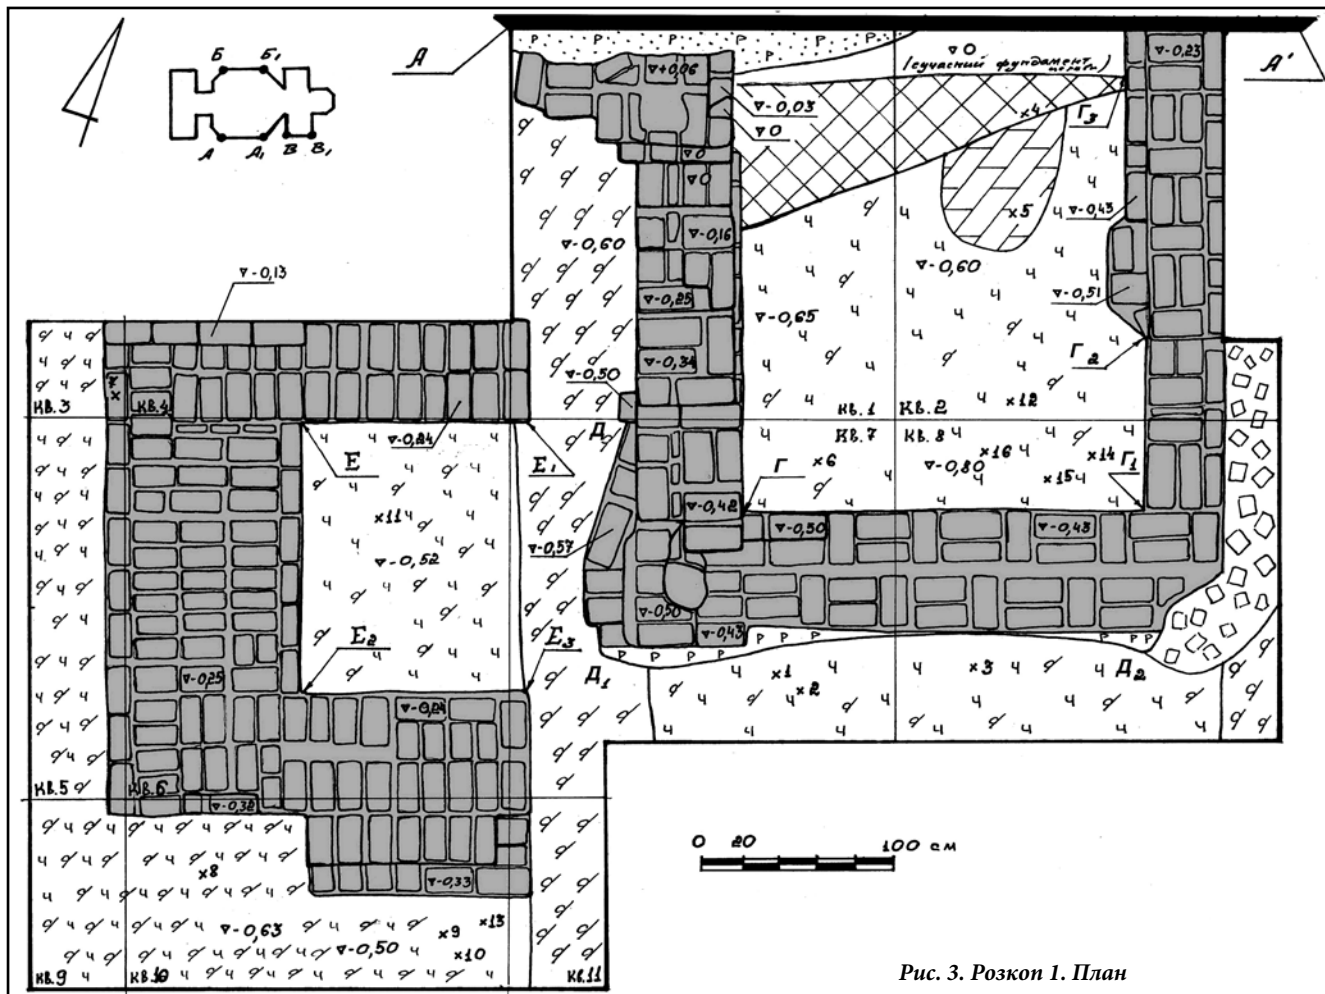 Б Б₁
А А₁ В В₁
А
А'
Р Р Р Р Р
∇+0,06
∇0
(сучасний фундамент
∇-0,23
∇-0,03
∇0
×4
Г₃
∇0
∇0
×5
∇-0,43
∇-0,16
∇-0,60
∇-0,60
∇-0,13
∇-0,25
∇-0,51
∇-0,65
∇-0,34
Г₂
∇-0,50
7
×
кв.3
кв.4
кв.1 кв.2
×12
∇-0,24
Д
кв.7 кв.8
Е
Е₁
×6
∇-0,80
×16
×14
Г₁
×15
Г
×11
∇-0,42
∇-0,50
∇-0,43
∇-0,57
∇-0,52
Е₂
Е₃
∇-0,50
∇-0,43
Р Р Р Р Р Р Р Р Р
∇-0,25
Д₁
×1
×2
×3
Д₂
∇-0,24
кв.5
кв.6
∇-0,32
0 20 100 см
×8
∇-0,33
∇-0,63
×9
×13
∇-0,50
×10
кв.9
кв.10
кв.11
Рис. 3. Розкоп 1. План